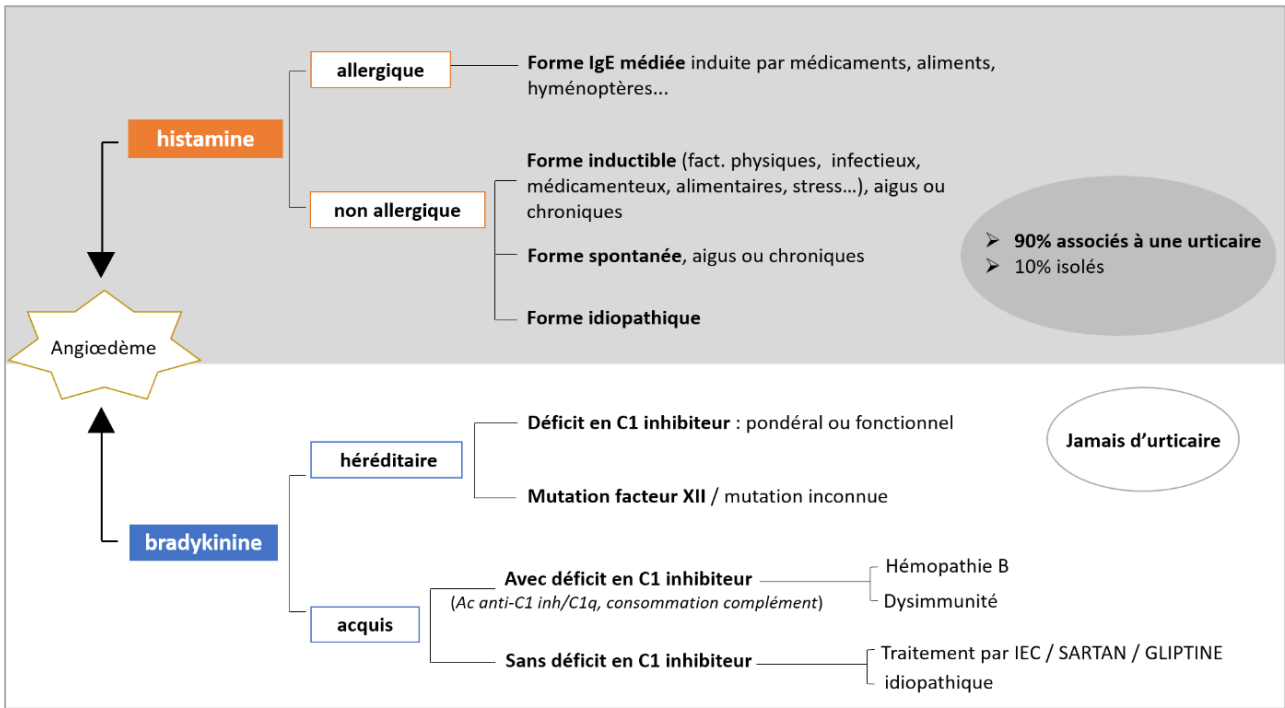 allergique
Forme IgE médiée induite par médicaments, aliments,
hyménoptères...
histamine
non allergique
Forme inductible (fact. physiques, infectieux,
médicamenteux, alimentaires, stress...), aigus ou
chroniques
Forme spontanée, aigus ou chroniques
Forme idiopathique
➢ 90% associés à une urticaire
➢ 10% isolés
Angiœdème
bradykinine
héréditaire
Déficit en C1 inhibiteur : pondéral ou fonctionnel
Mutation facteur XII / mutation inconnue
Jamais d’urticaire
acquis
Avec déficit en C1 inhibiteur
(Ac anti-C1 inh/C1q, consommation complément)
Hémopathie B
Dysimmunité
Sans déficit en C1 inhibiteur
Traitement par IEC / SARTAN / GLIPTINE
idiopathique